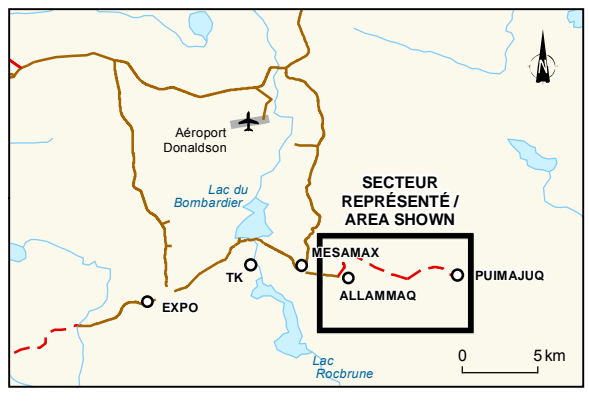 N
Aéroport
Donaldson
Lac du
Bombardier
SECTEUR
REPRÉSENTÉ /
AREA SHOWN
MESAMAX
TK
PUIMAJUQ
ALLAMMAQ
EXPO
Lac
Rocbrune
0 5 km